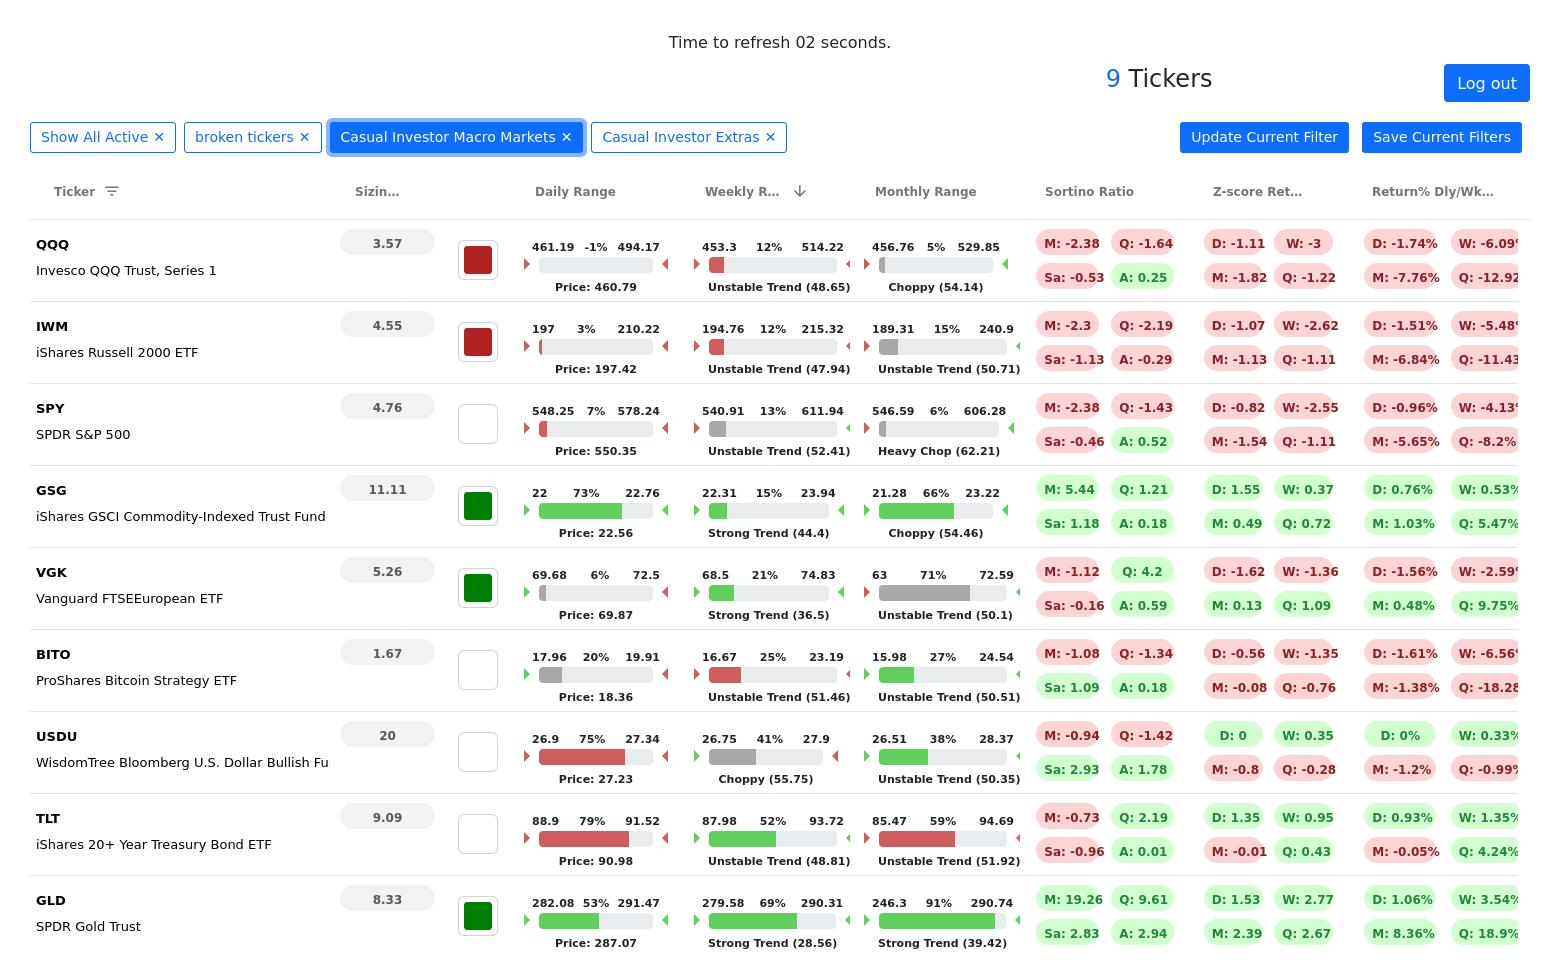 Time to refresh 02 seconds.
9 Tickers
Log out
Show All Active ✕ broken tickers ✕ Casual Investor Macro Markets ✕ Casual Investor Extras ✕ Update Current Filter Save Current Filters
Ticker Sizin... Daily Range Weekly R... Monthly Range Sortino Ratio Z-score Ret... Return% Dly/Wk...
QQQ 3.57 461.19 -1% 494.17 453.3 12% 514.22 456.76 5% 529.85 M: -2.38 Q: -1.64 D: -1.11 W: -3 D: -1.74% W: -6.09%
Invesco QQQ Trust, Series 1 Price: 460.79 Unstable Trend (48.65) Choppy (54.14) Sa: -0.53 A: 0.25 M: -1.82 Q: -1.22 M: -7.76% Q: -12.92
IWM 4.55 197 3% 210.22 194.76 12% 215.32 189.31 15% 240.9 M: -2.3 Q: -2.19 D: -1.07 W: -2.62 D: -1.51% W: -5.48%
iShares Russell 2000 ETF Price: 197.42 Unstable Trend (47.94) Unstable Trend (50.71) Sa: -1.13 A: -0.29 M: -1.13 Q: -1.11 M: -6.84% Q: -11.43
SPY 4.76 548.25 7% 578.24 540.91 13% 611.94 546.59 6% 606.28 M: -2.38 Q: -1.43 D: -0.82 W: -2.55 D: -0.96% W: -4.13%
SPDR S&P 500 Price: 550.35 Unstable Trend (52.41) Heavy Chop (62.21) Sa: -0.46 A: 0.52 M: -1.54 Q: -1.11 M: -5.65% Q: -8.2%
GSG 11.11 22 73% 22.76 22.31 15% 23.94 21.28 66% 23.22 M: 5.44 Q: 1.21 D: 1.55 W: 0.37 D: 0.76% W: 0.53%
iShares GSCI Commodity-Indexed Trust Fund Price: 22.56 Strong Trend (44.4) Choppy (54.46) Sa: 1.18 A: 0.18 M: 0.49 Q: 0.72 M: 1.03% Q: 5.47%
VGK 5.26 69.68 6% 72.5 68.5 21% 74.83 63 71% 72.59 M: -1.12 Q: 4.2 D: -1.62 W: -1.36 D: -1.56% W: -2.59%
Vanguard FTSEEuropean ETF Price: 69.87 Strong Trend (36.5) Unstable Trend (50.1) Sa: -0.16 A: 0.59 M: 0.13 Q: 1.09 M: 0.48% Q: 9.75%
BITO 1.67 17.96 20% 19.91 16.67 25% 23.19 15.98 27% 24.54 M: -1.08 Q: -1.34 D: -0.56 W: -1.35 D: -1.61% W: -6.56%
ProShares Bitcoin Strategy ETF Price: 18.36 Unstable Trend (51.46) Unstable Trend (50.51) Sa: 1.09 A: 0.18 M: -0.08 Q: -0.76 M: -1.38% Q: -18.28
USDU 20 26.9 75% 27.34 26.75 41% 27.9 26.51 38% 28.37 M: -0.94 Q: -1.42 D: 0 W: 0.35 D: 0% W: 0.33%
WisdomTree Bloomberg U.S. Dollar Bullish Fu Price: 27.23 Choppy (55.75) Unstable Trend (50.35) Sa: 2.93 A: 1.78 M: -0.8 Q: -0.28 M: -1.2% Q: -0.99%
TLT 9.09 88.9 79% 91.52 87.98 52% 93.72 85.47 59% 94.69 M: -0.73 Q: 2.19 D: 1.35 W: 0.95 D: 0.93% W: 1.35%
iShares 20+ Year Treasury Bond ETF Price: 90.98 Unstable Trend (48.81) Unstable Trend (51.92) Sa: -0.96 A: 0.01 M: -0.01 Q: 0.43 M: -0.05% Q: 4.24%
GLD 8.33 282.08 53% 291.47 279.58 69% 290.31 246.3 91% 290.74 M: 19.26 Q: 9.61 D: 1.53 W: 2.77 D: 1.06% W: 3.54%
SPDR Gold Trust Price: 287.07 Strong Trend (28.56) Strong Trend (39.42) Sa: 2.83 A: 2.94 M: 2.39 Q: 2.67 M: 8.36% Q: 18.9%